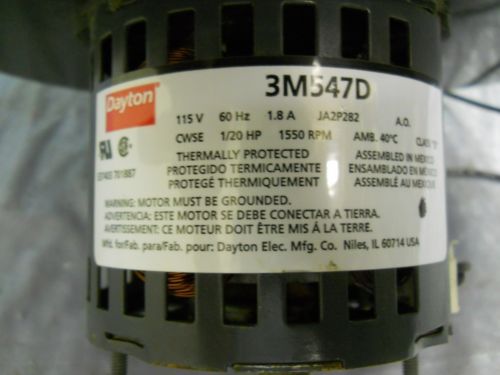 Dayton
3M547D
115 V 60 Hz 1.8 A JA2P282 A.O.
CWSE 1/20 HP 1550 RPM AMB. 40°C CLASS
THERMALLY PROTECTED ASSEMBLED IN MEXICO
PROTEGIDO TERMICAMENTE ENSAMBLADO EN MEXICO
PROTEGÉ THERMIQUEMENT ASSEMBLÉ AU MEXIQUE
WARNING: MOTOR MUST BE GROUNDED.
ADVERTENCIA: ESTE MOTOR SE DEBE CONECTAR A TIERRA.
AVERTISSEMENT: CE MOTEUR DOIT ÊTRE MIS Á LA TERRE.
Mfd. for/Fab. para/Fab. pour: Dayton Elec. Mfg. Co. Niles, IL 60714 USA